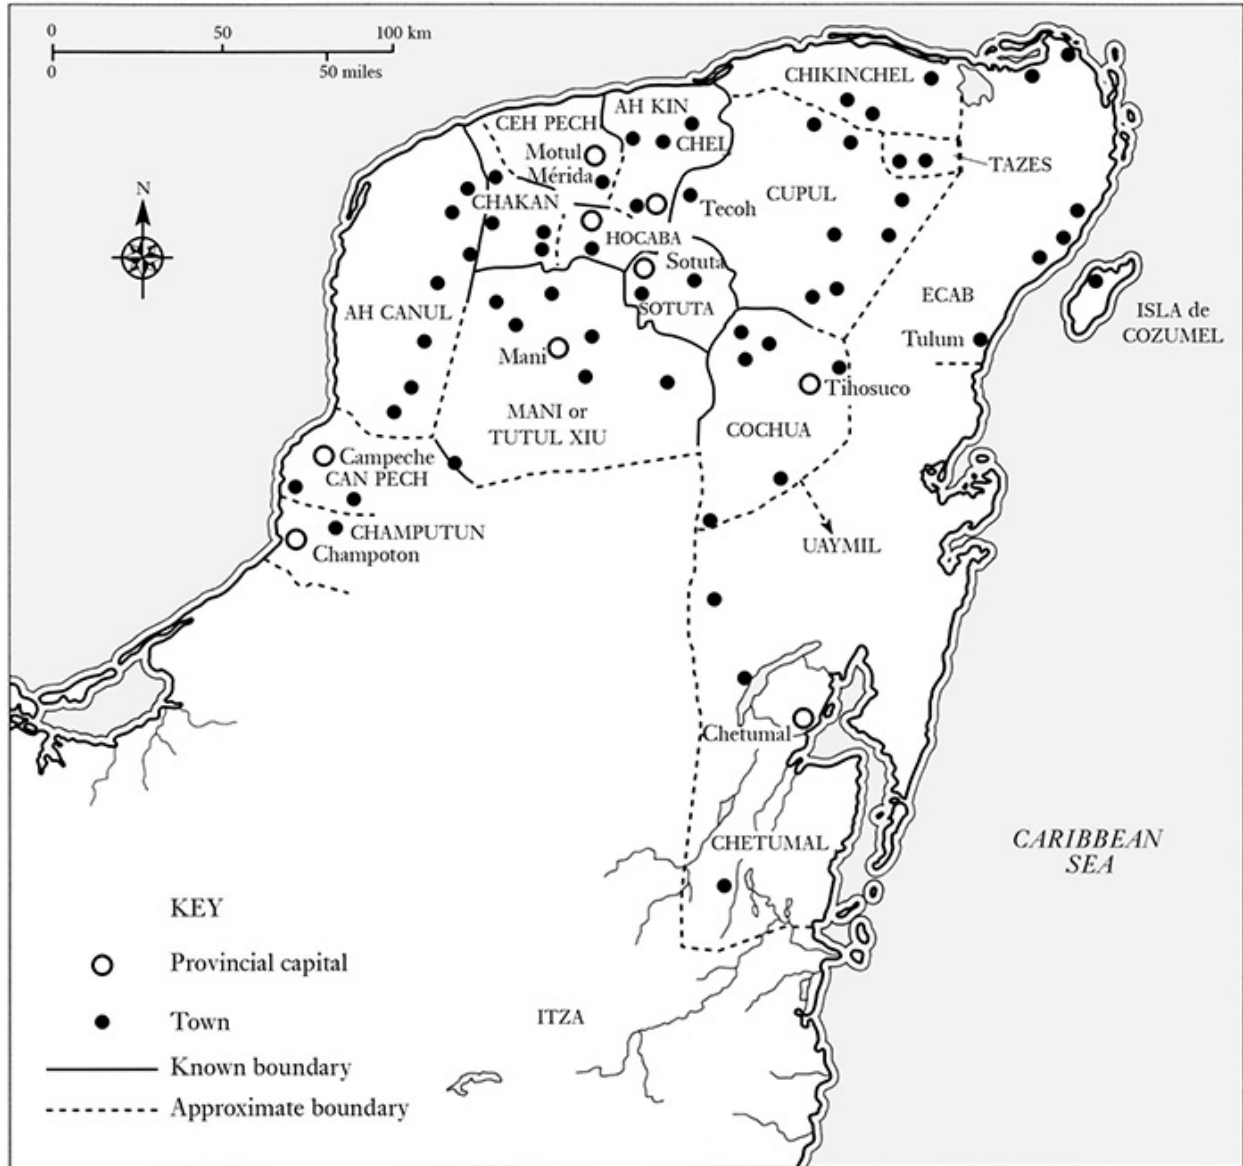 0 50 100 km
0 50 miles
N
CHIKINCHEL
AH KIN
CHEL
CEH PECH
Motul
Mérida
TAZES
CHAKAN
CUPUL
Tecoh
HOCABA
Sotuta
SOTUTA
ECAB
ISLA de
COZUMEL
AH CANUL
Tulum
Mani
Tihosuco
MANI or
TUTUL XIU
COCHUA
Campeche
CAN PECH
CHAMPUTUN
Champoton
UAYMIL
Chetumal
CHETUMAL
CARIBBEAN
SEA
KEY
Provincial capital
Town
ITZA
Known boundary
Approximate boundary